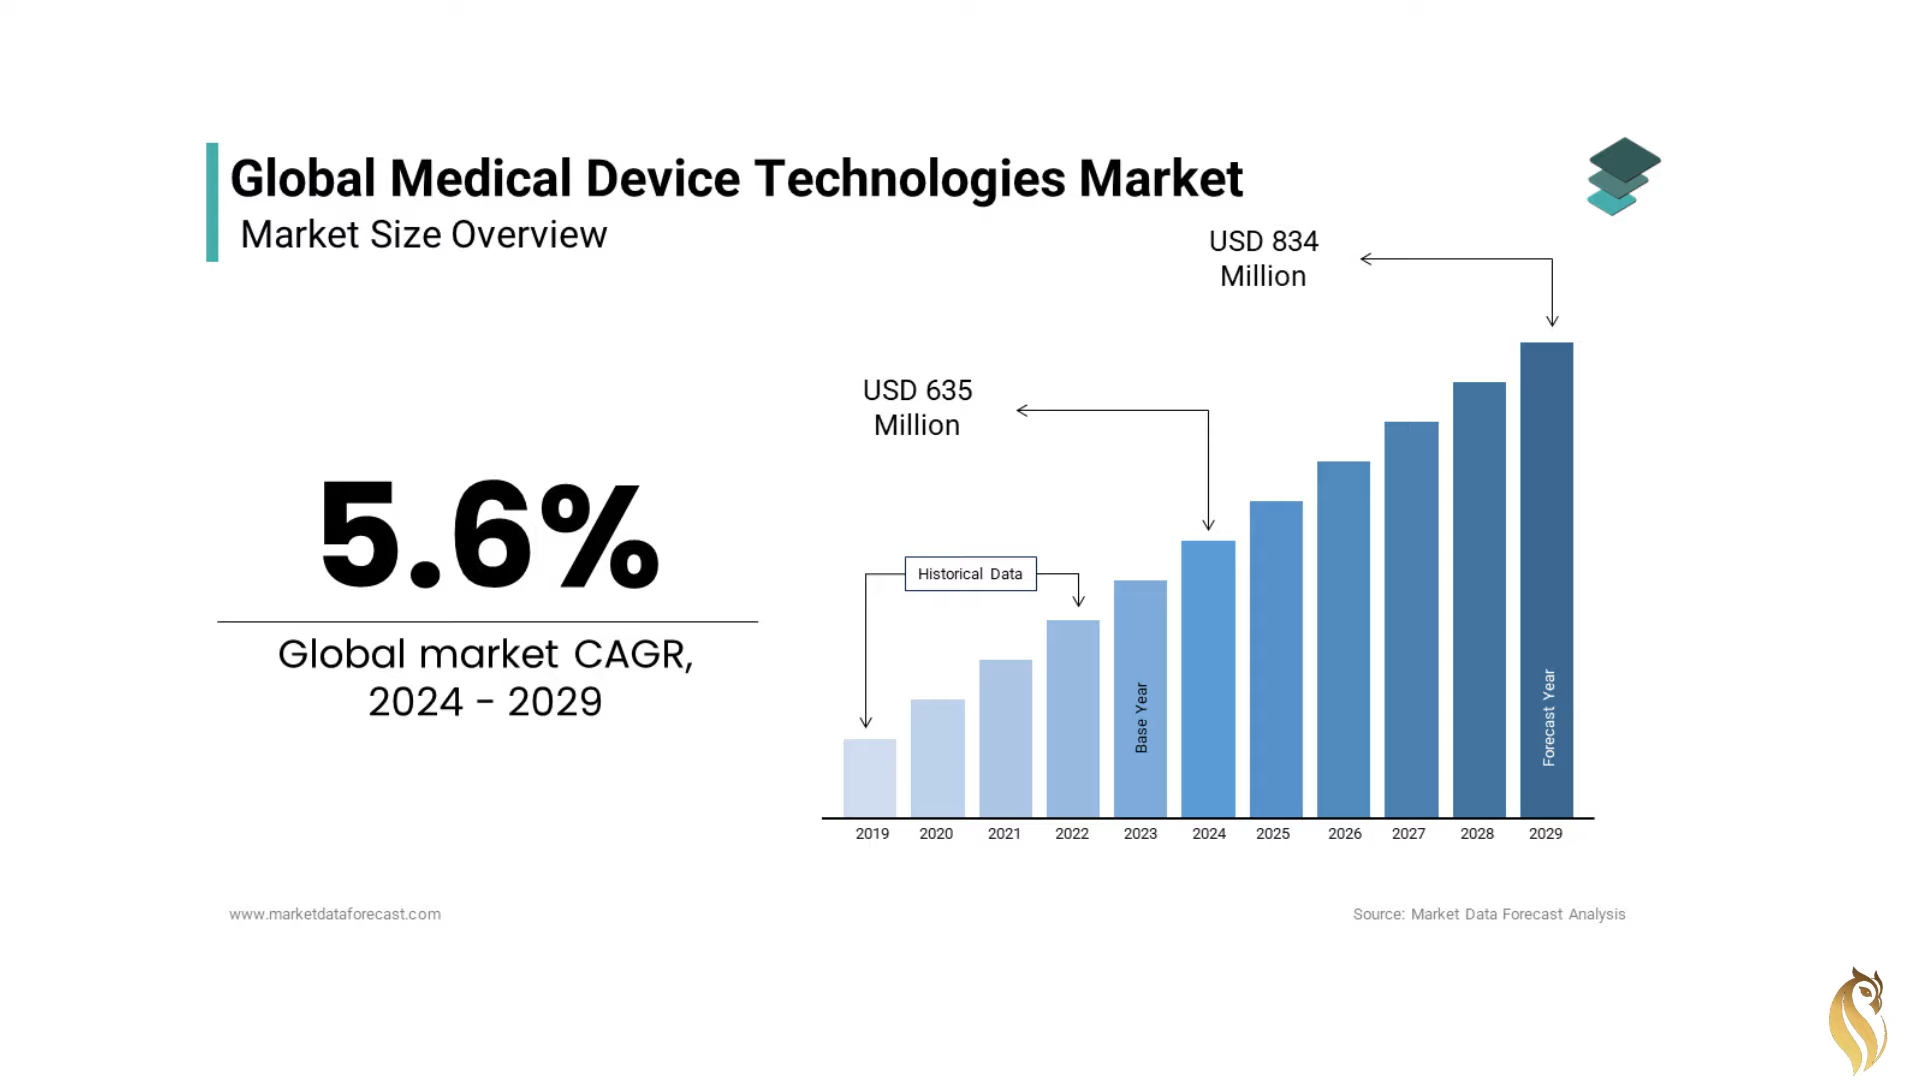 Global Medical Device Technologies Market
Market Size Overview
USD 834
Million
USD 635
Million
5.6%
Global market CAGR,
2024 - 2029
Historical Data
Base Year
Forecast Year
2019 2020 2021 2022 2023 2024 2025 2026 2027 2028 2029
www.marketdataforecast.com
Source: Market Data Forecast Analysis